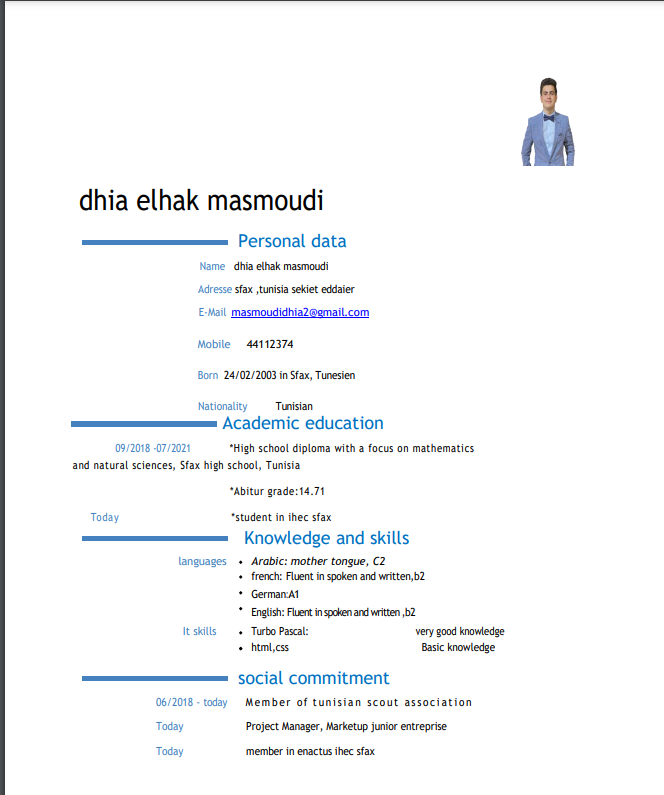 dhia elhak masmoudi
Personal data
Name dhia elhak masmoudi
Adresse sfax ,tunisia sekiet eddaier
E-Mail masmoudidhia2@gmail.com
Mobile 44112374
Born 24/02/2003 in Sfax, Tunesien
Nationality Tunisian
Academic education
09/2018 -07/2021 *High school diploma with a focus on mathematics
and natural sciences, Sfax high school, Tunisia
*Abitur grade:14.71
Today *student in ihec sfax
Knowledge and skills
languages • Arabic: mother tongue, C2
• french: Fluent in spoken and written,b2
• German:A1
• English: Fluent in spoken and written ,b2
It skills • Turbo Pascal: very good knowledge
• html,css Basic knowledge
social commitment
06/2018 - today Member of tunisian scout association
Today Project Manager, Marketup junior entreprise
Today member in enactus ihec sfax